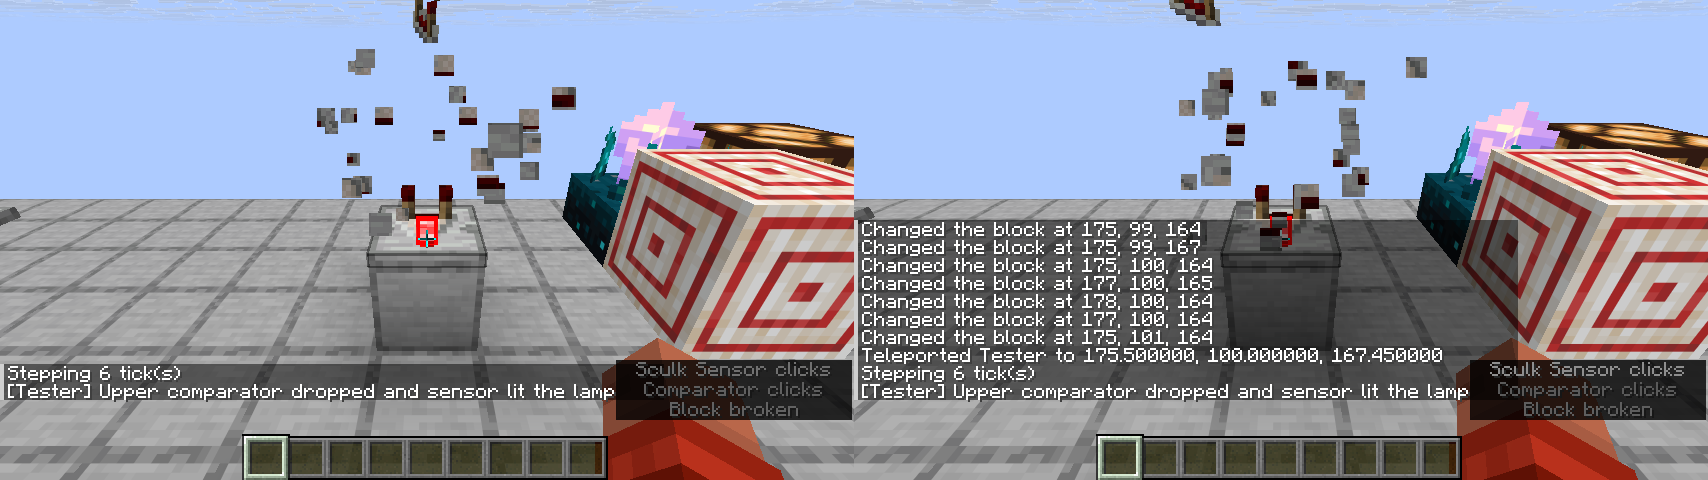 Stepping 6 tick(s)
[Tester] Upper comparator dropped and sensor lit the lamp
Sculk Sensor clicks
Comparator clicks
Block broken
Changed the block at 175, 99, 164
Changed the block at 175, 99, 167
Changed the block at 175, 100, 164
Changed the block at 177, 100, 165
Changed the block at 178, 100, 164
Changed the block at 177, 100, 164
Changed the block at 175, 101, 164
Teleported Tester to 175.500000, 100.000000, 167.450000
Stepping 6 tick(s)
[Tester] Upper comparator dropped and sensor lit the lamp
Sculk Sensor clicks
Comparator clicks
Block broken